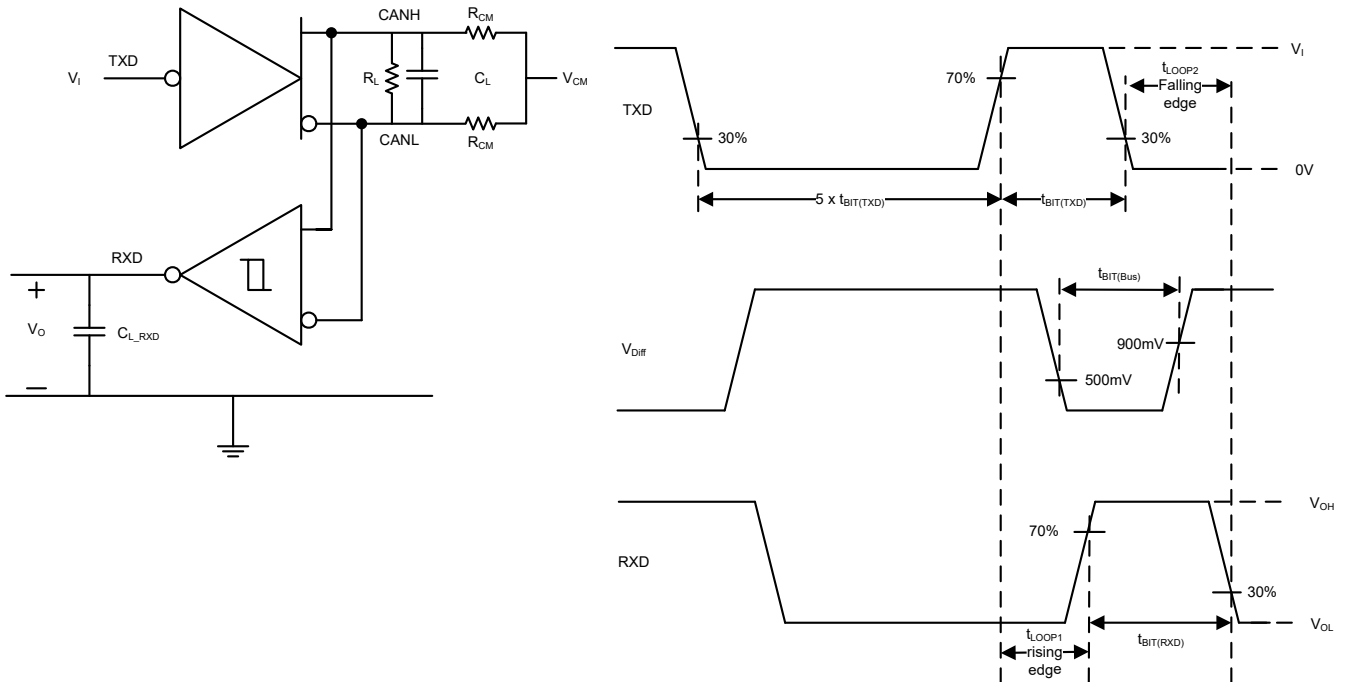 CANH
R_CM
TXD
V_I
R_L
C_L
V_CM
CANL
R_CM
RXD
+
V_O
C_L_RXD
—
V_I
t_LOOP2
Falling
edge
70%
TXD
30%
30%
0V
5 x t_BIT(TXD)
t_BIT(TXD)
t_BIT(Bus)
V_Diff
900mV
500mV
V_OH
70%
RXD
30%
V_OL
t_LOOP1
rising
edge
t_BIT(RXD)